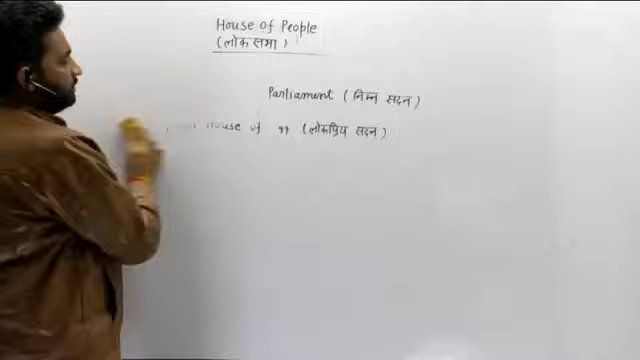 House of People
(लोक सभा)
Parliament (निम्न सदन)
House of " (लोकप्रिय सदन)